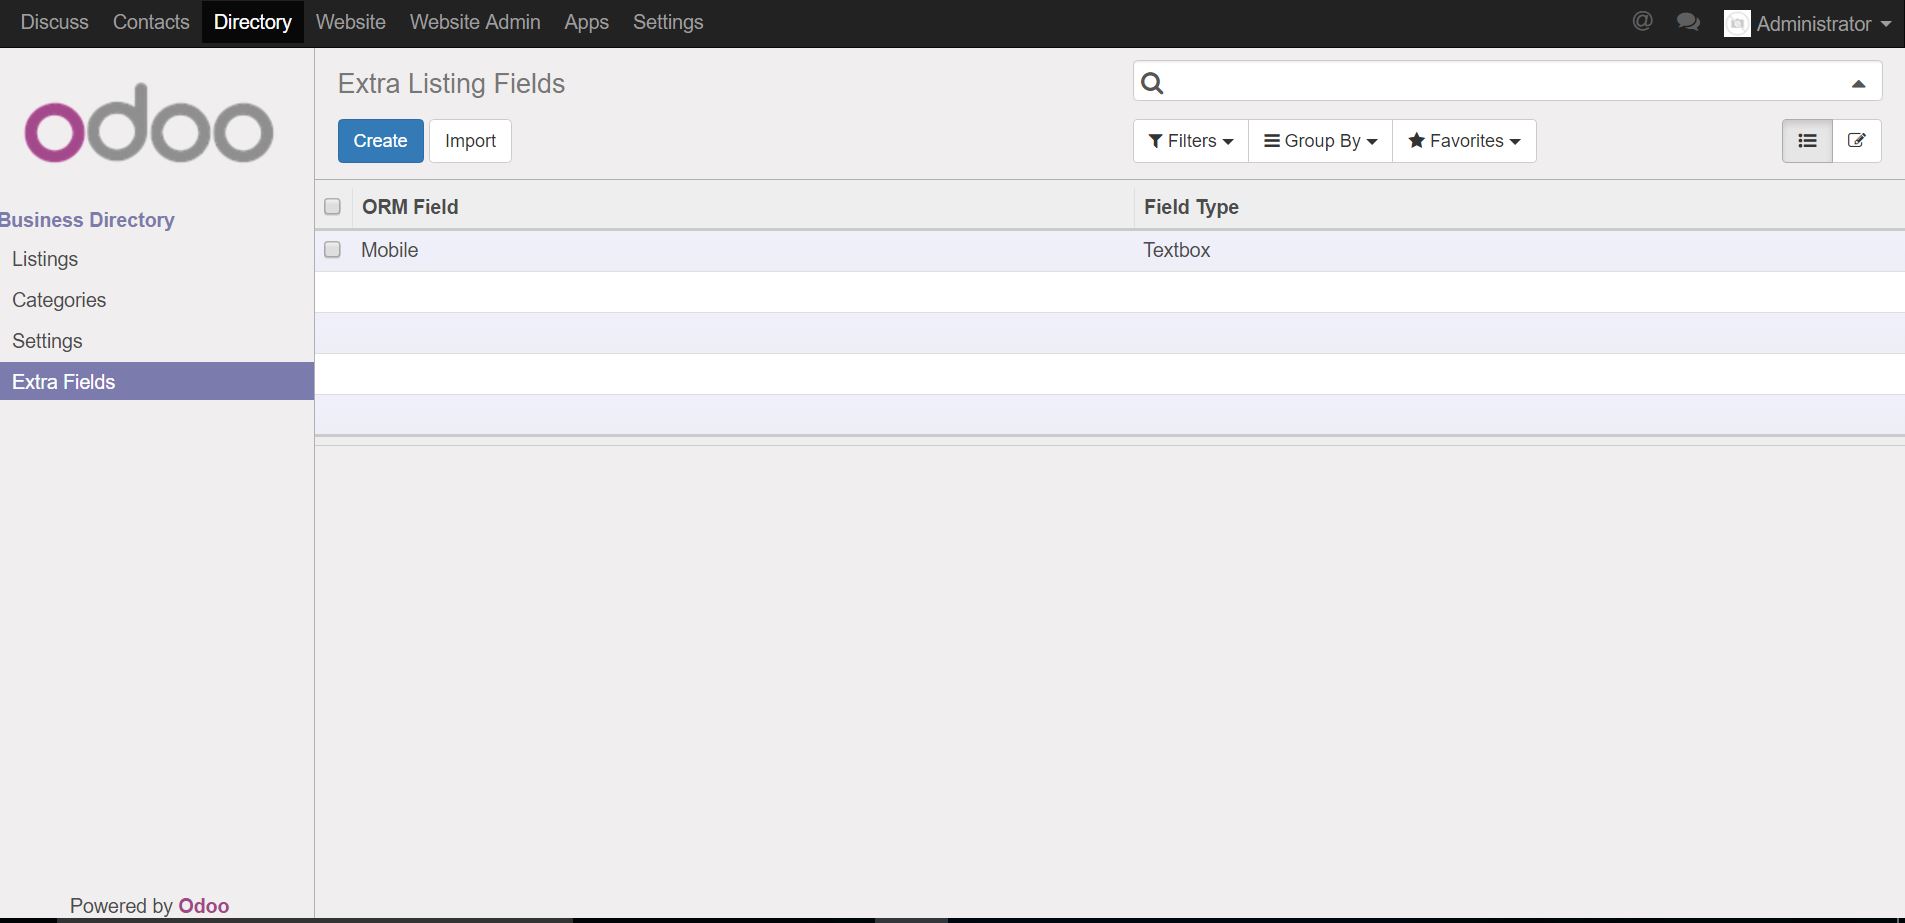 Discuss Contacts Directory Website Website Admin Apps Settings @ Administrator
odoo
Extra Listing Fields
Create Import Filters Group By Favorites
Business Directory
Listings
Categories
Settings
Extra Fields
ORM Field Field Type
Mobile Textbox
Powered by Odoo